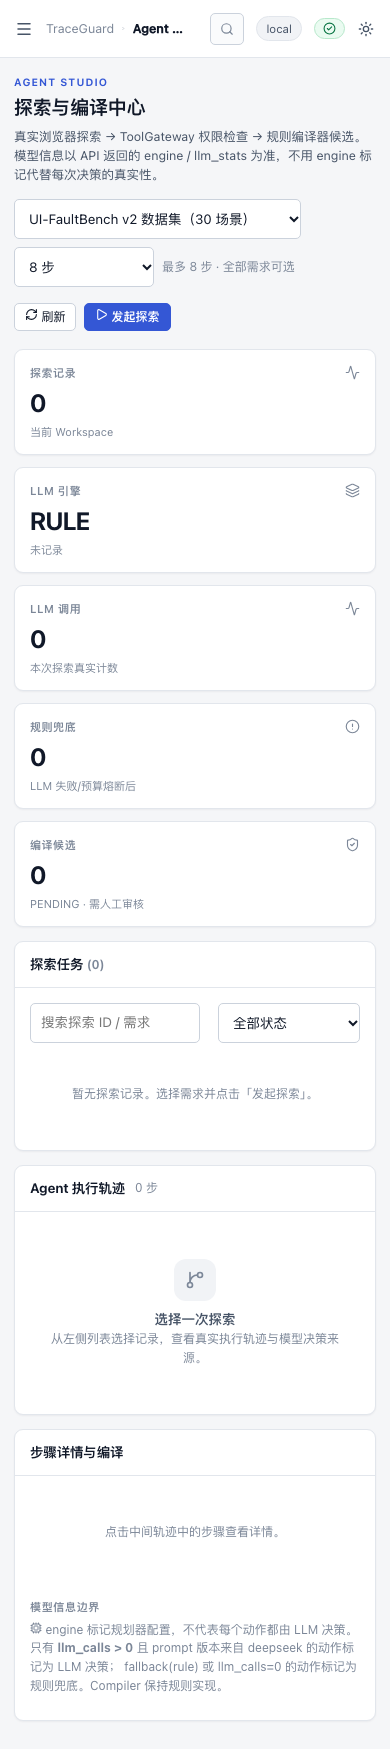 TraceGuard · Agent ...
local
AGENT STUDIO
探索与编译中心
真实浏览器探索 → ToolGateway 权限检查 → 规则编译器候选。
模型信息以 API 返回的 engine / llm_stats 为准，不用 engine 标
记代替每次决策的真实性。
UI-FaultBench v2 数据集（30 场景）
8 步
最多 8 步 · 全部需求可选
刷新
发起探索
探索记录
0
当前 Workspace
LLM 引擎
RULE
未记录
LLM 调用
0
本次探索真实计数
规则兜底
0
LLM 失败/预算熔断后
编译候选
0
PENDING · 需人工审核
探索任务 (0)
搜索探索 ID / 需求
全部状态
暂无探索记录。选择需求并点击「发起探索」。
Agent 执行轨迹 0 步
选择一次探索
从左侧列表选择记录，查看真实执行轨迹与模型决策来
源。
步骤详情与编译
点击中间轨迹中的步骤查看详情。
模型信息边界
engine 标记规划器配置，不代表每个动作都由 LLM 决策。
只有 llm_calls > 0 且 prompt 版本来自 deepseek 的动作标
记为 LLM 决策； fallback(rule) 或 llm_calls=0 的动作标记为
规则兜底。Compiler 保持规则实现。